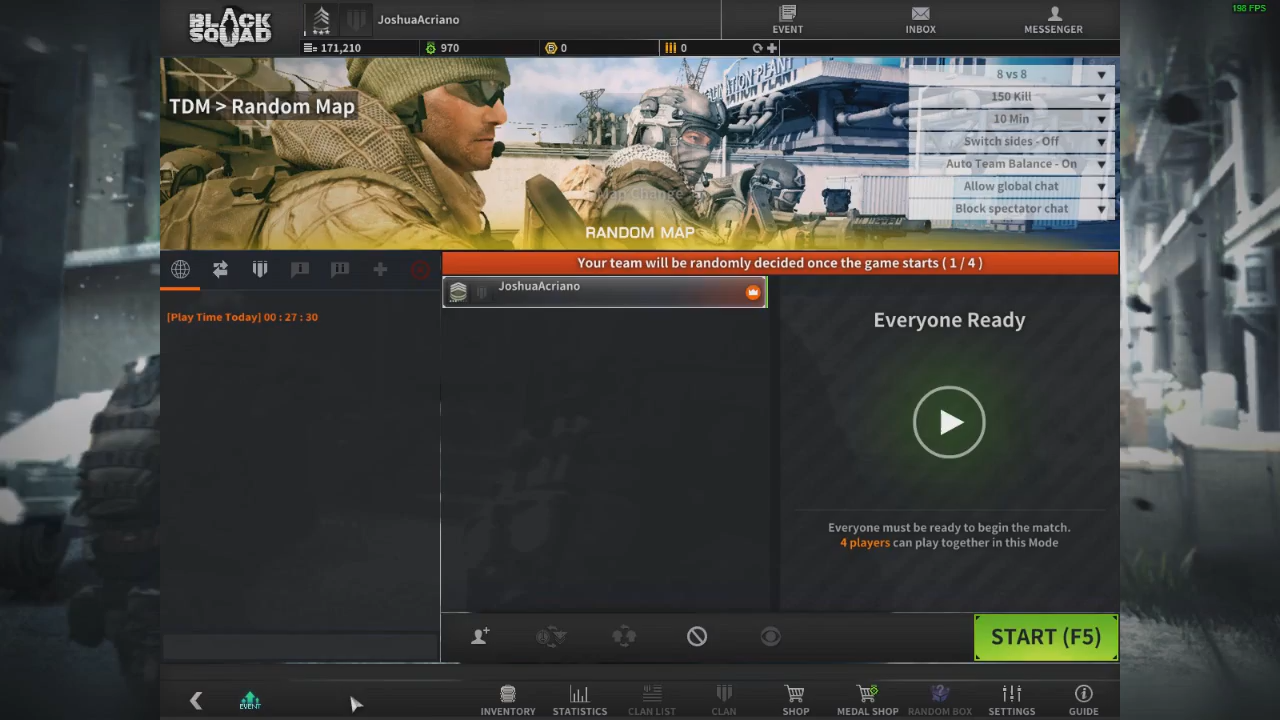 198 FPS
BLACK SQUAD
JoshuaAcriano
EVENT
INBOX
MESSENGER
171,210
970
0
0
TDM > Random Map
8 vs 8
150 Kill
10 Min
Switch sides - Off
Auto Team Balance - On
Allow global chat
Block spectator chat
Map Change
RANDOM MAP
Your team will be randomly decided once the game starts ( 1 / 4 )
JoshuaAcriano
[Play Time Today] 00 : 27 : 30
Everyone Ready
Everyone must be ready to begin the match.
4 players can play together in this Mode
START (F5)
EVENT
INVENTORY
STATISTICS
CLAN LIST
CLAN
SHOP
MEDAL SHOP
RANDOM BOX
SETTINGS
GUIDE